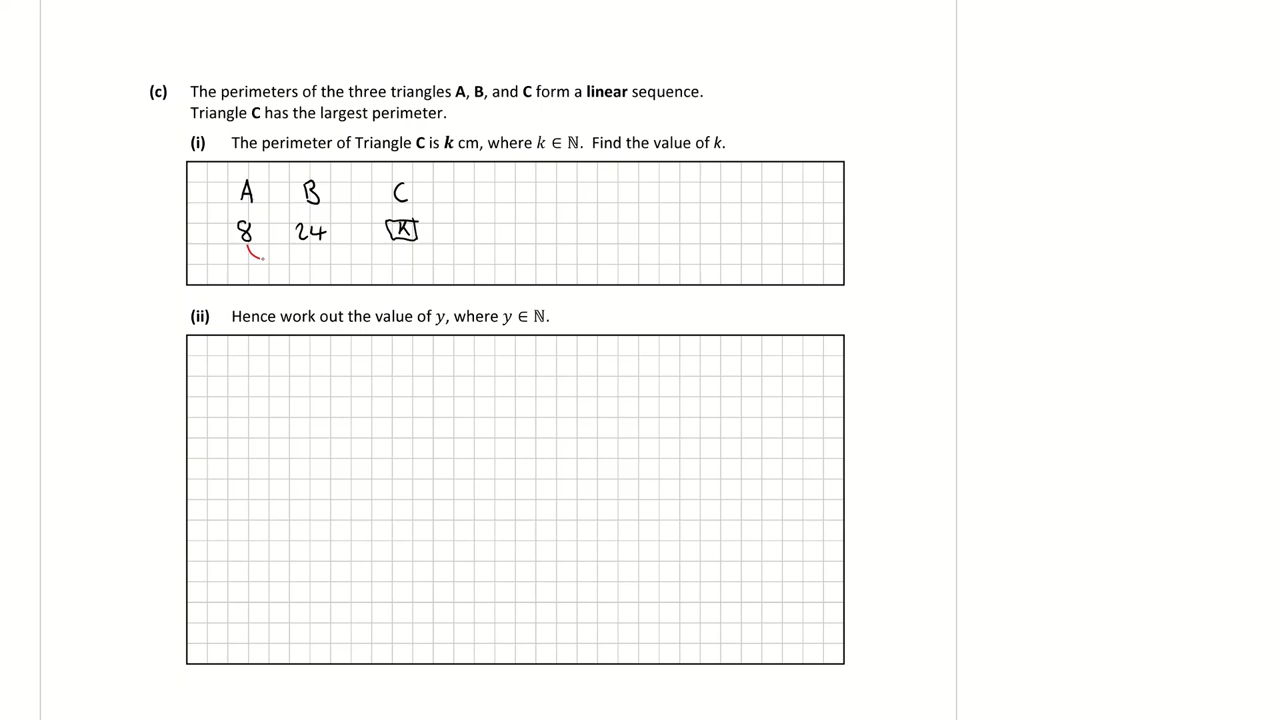 (c) The perimeters of the three triangles A, B, and C form a linear sequence.
Triangle C has the largest perimeter.
(i) The perimeter of Triangle C is k cm, where k ∈ ℕ. Find the value of k.
A B C
8 24 K
(ii) Hence work out the value of y, where y ∈ ℕ.